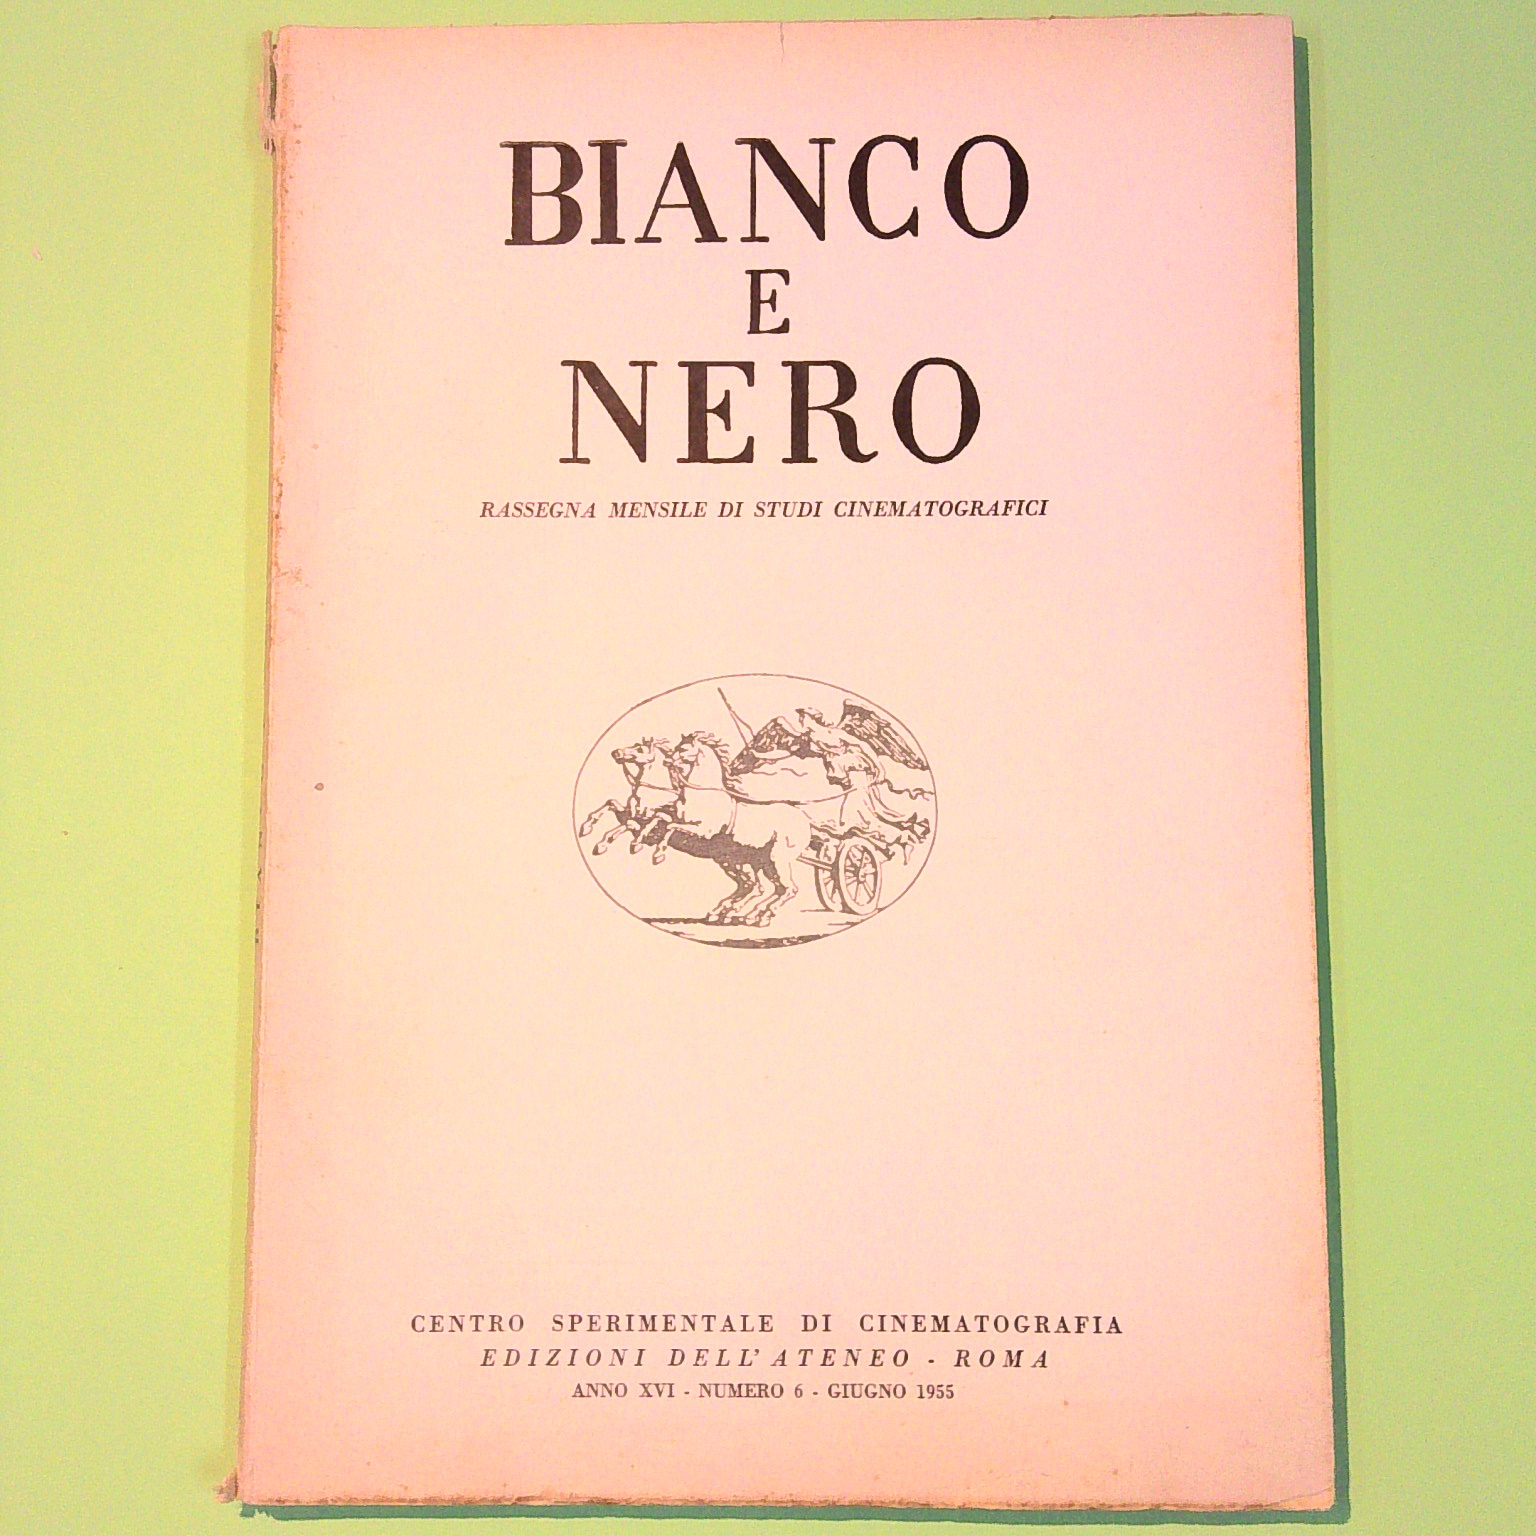 BIANCO
E
NERO
RASSEGNA MENSILE DI STUDI CINEMATOGRAFICI
CENTRO SPERIMENTALE DI CINEMATOGRAFIA
EDIZIONI DELL'ATENEO - ROMA
ANNO XVI - NUMERO 6 - GIUGNO 1955